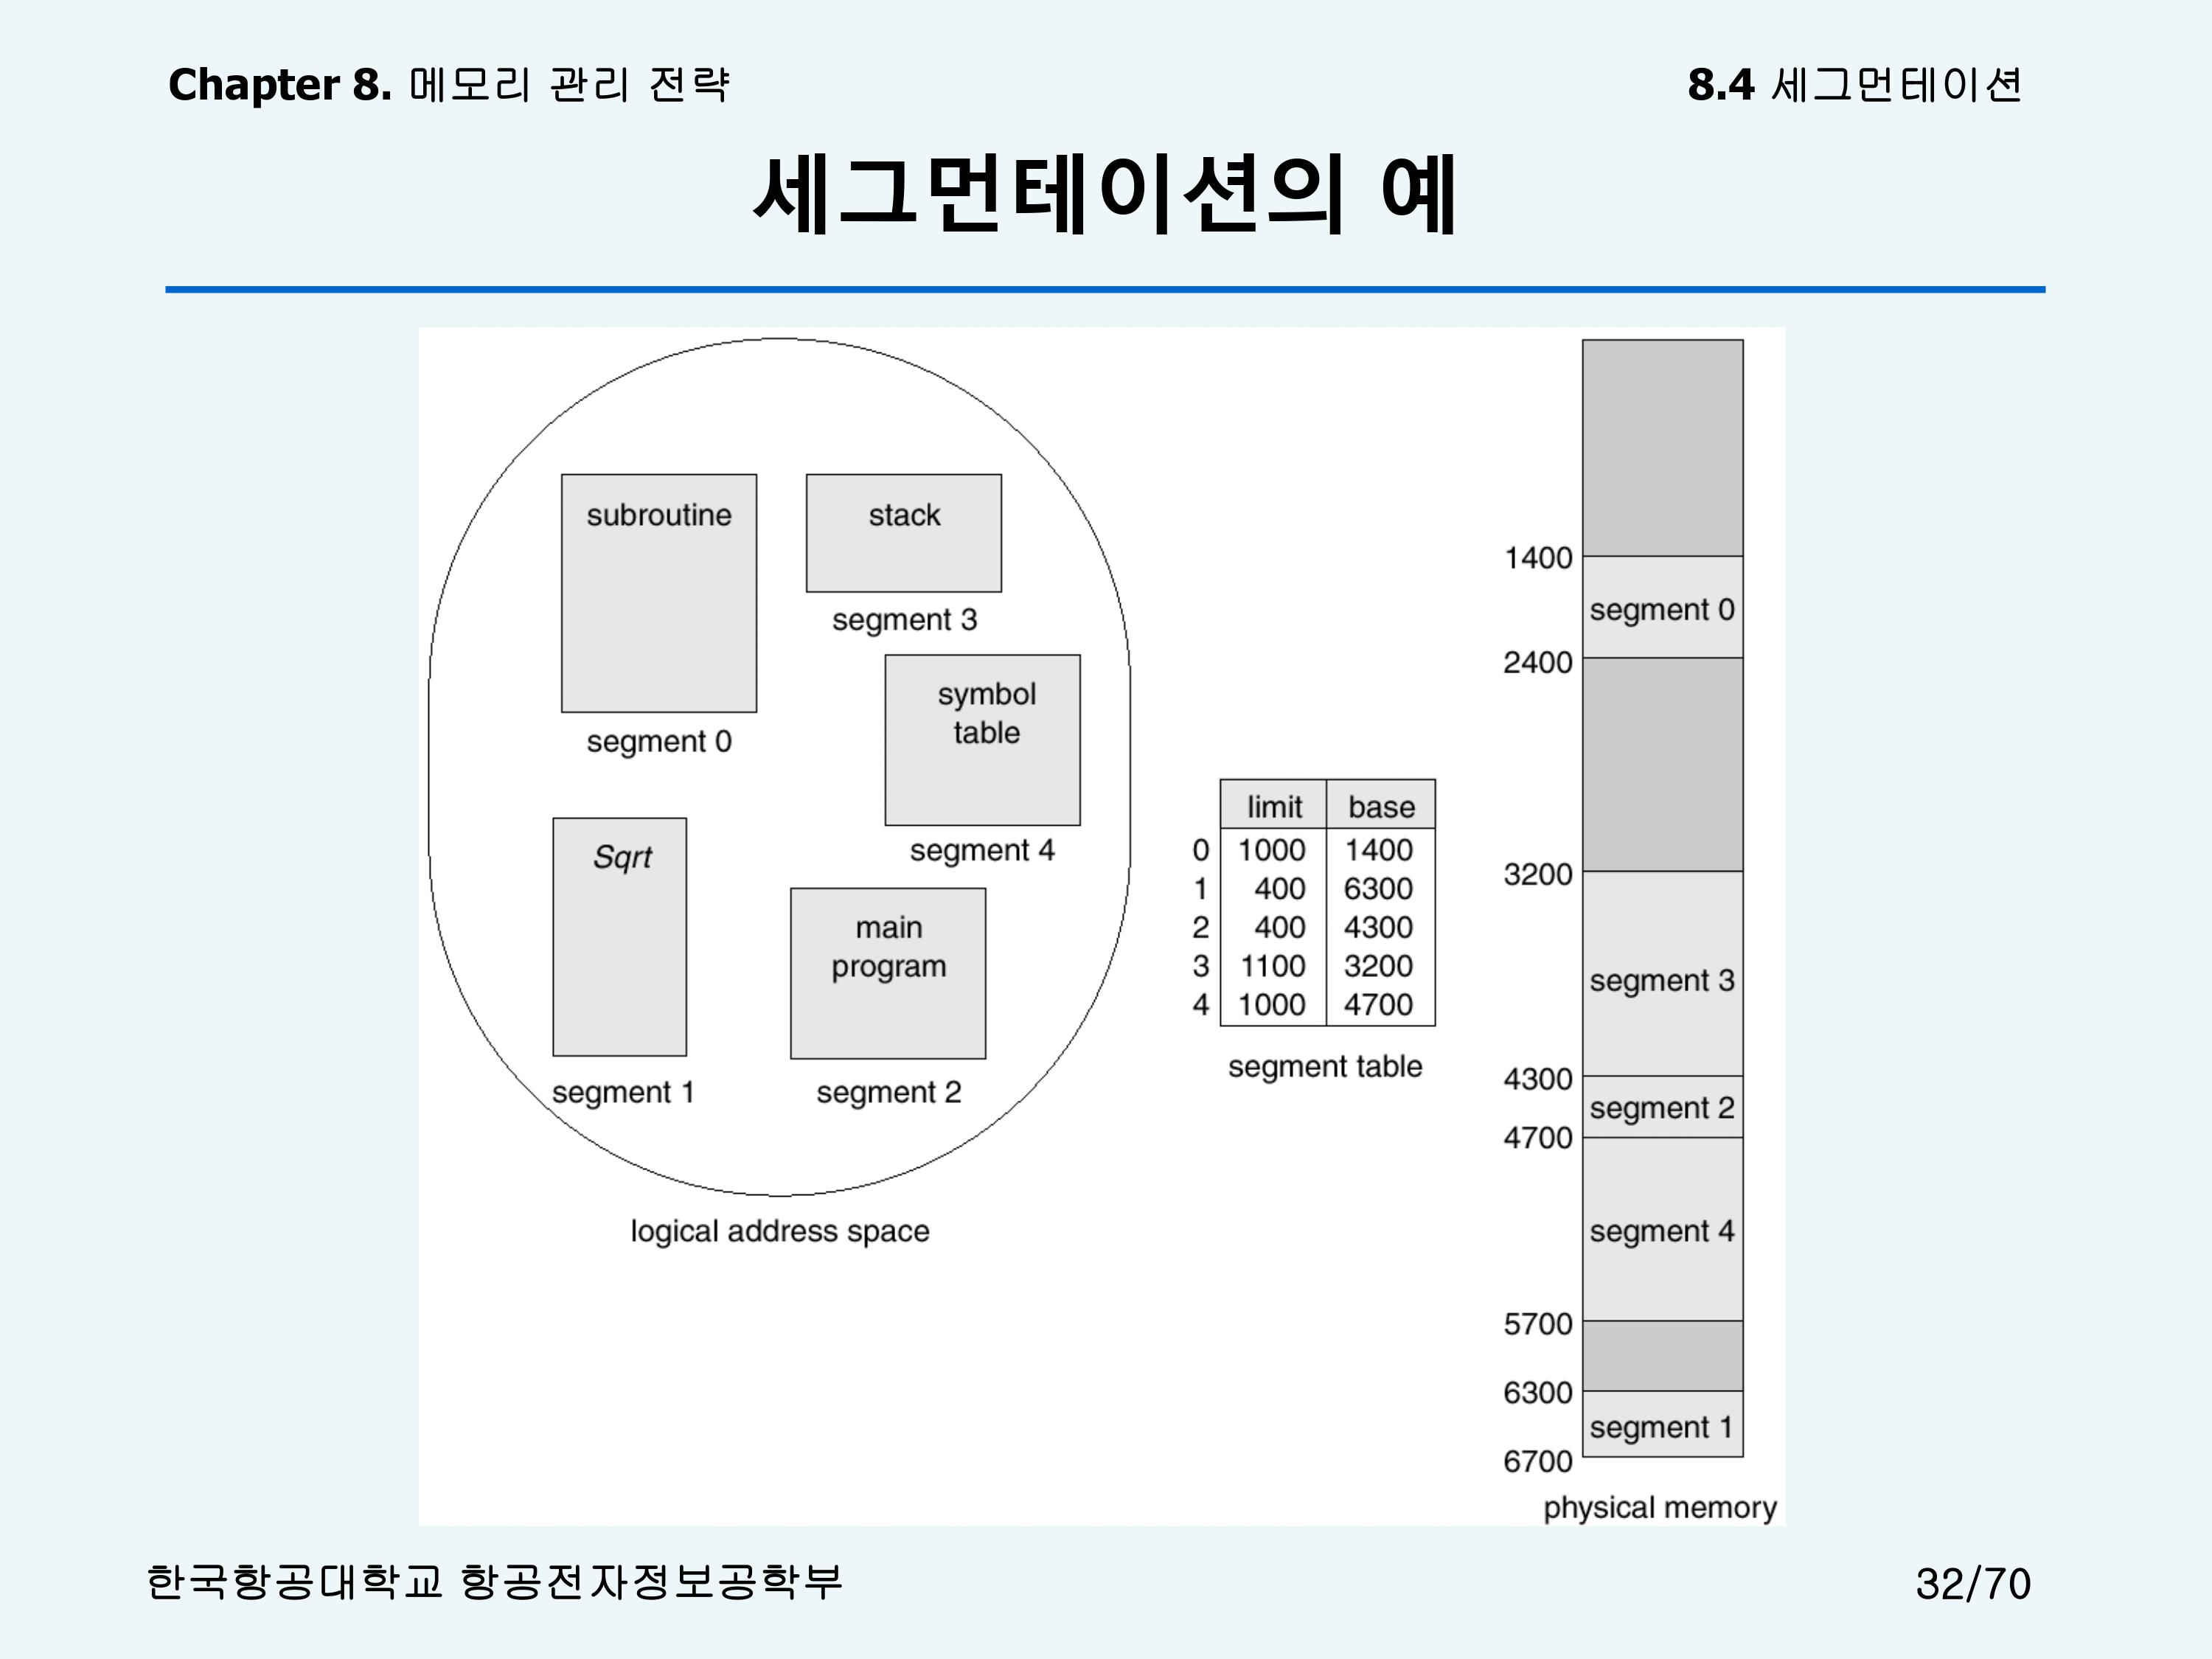 Chapter 8. 메모리 관리 전략
8.4 세그먼테이션
세그먼테이션의 예
subroutine
segment 0
stack
segment 3
symbol
table
segment 4
Sqrt
segment 1
main
program
segment 2
logical address space
limit base
0 1000 1400
1 400 6300
2 400 4300
3 1100 3200
4 1000 4700
segment table
1400
segment 0
2400
3200
segment 3
4300
segment 2
4700
segment 4
5700
6300
segment 1
6700
physical memory
한국항공대학교 항공전자정보공학부
32/70